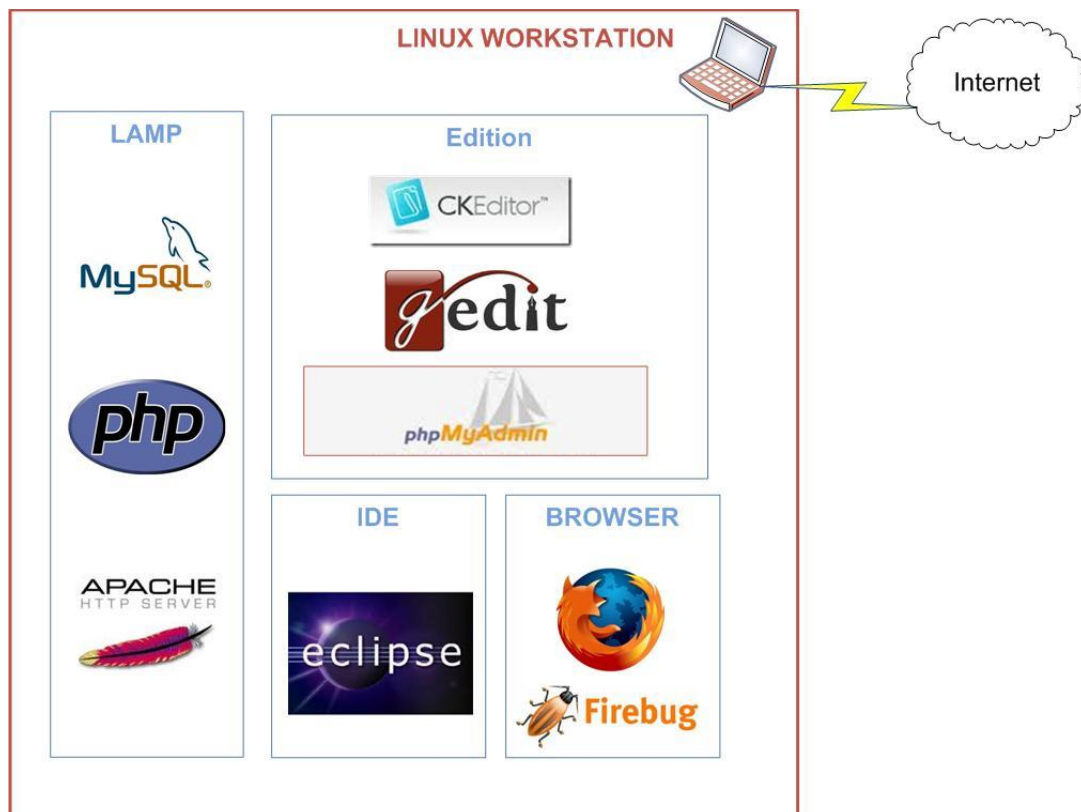 LINUX WORKSTATION
Internet
LAMP
MySQL®
php
APACHE
HTTP SERVER
Edition
CKEditor™
gedit
phpMyAdmin
IDE
eclipse
BROWSER
Firebug